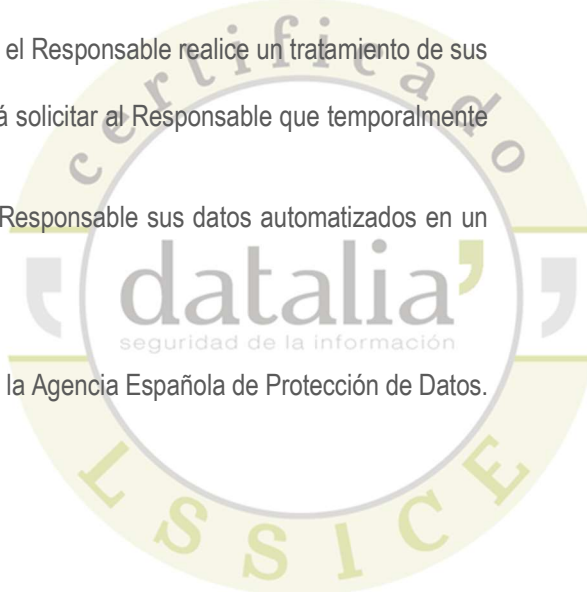 certificado
el Responsable realice un tratamiento de sus
á solicitar al Responsable que temporalmente
Responsable sus datos automatizados en un
datalia
seguridad de la información
la Agencia Española de Protección de Datos.
LSSICE